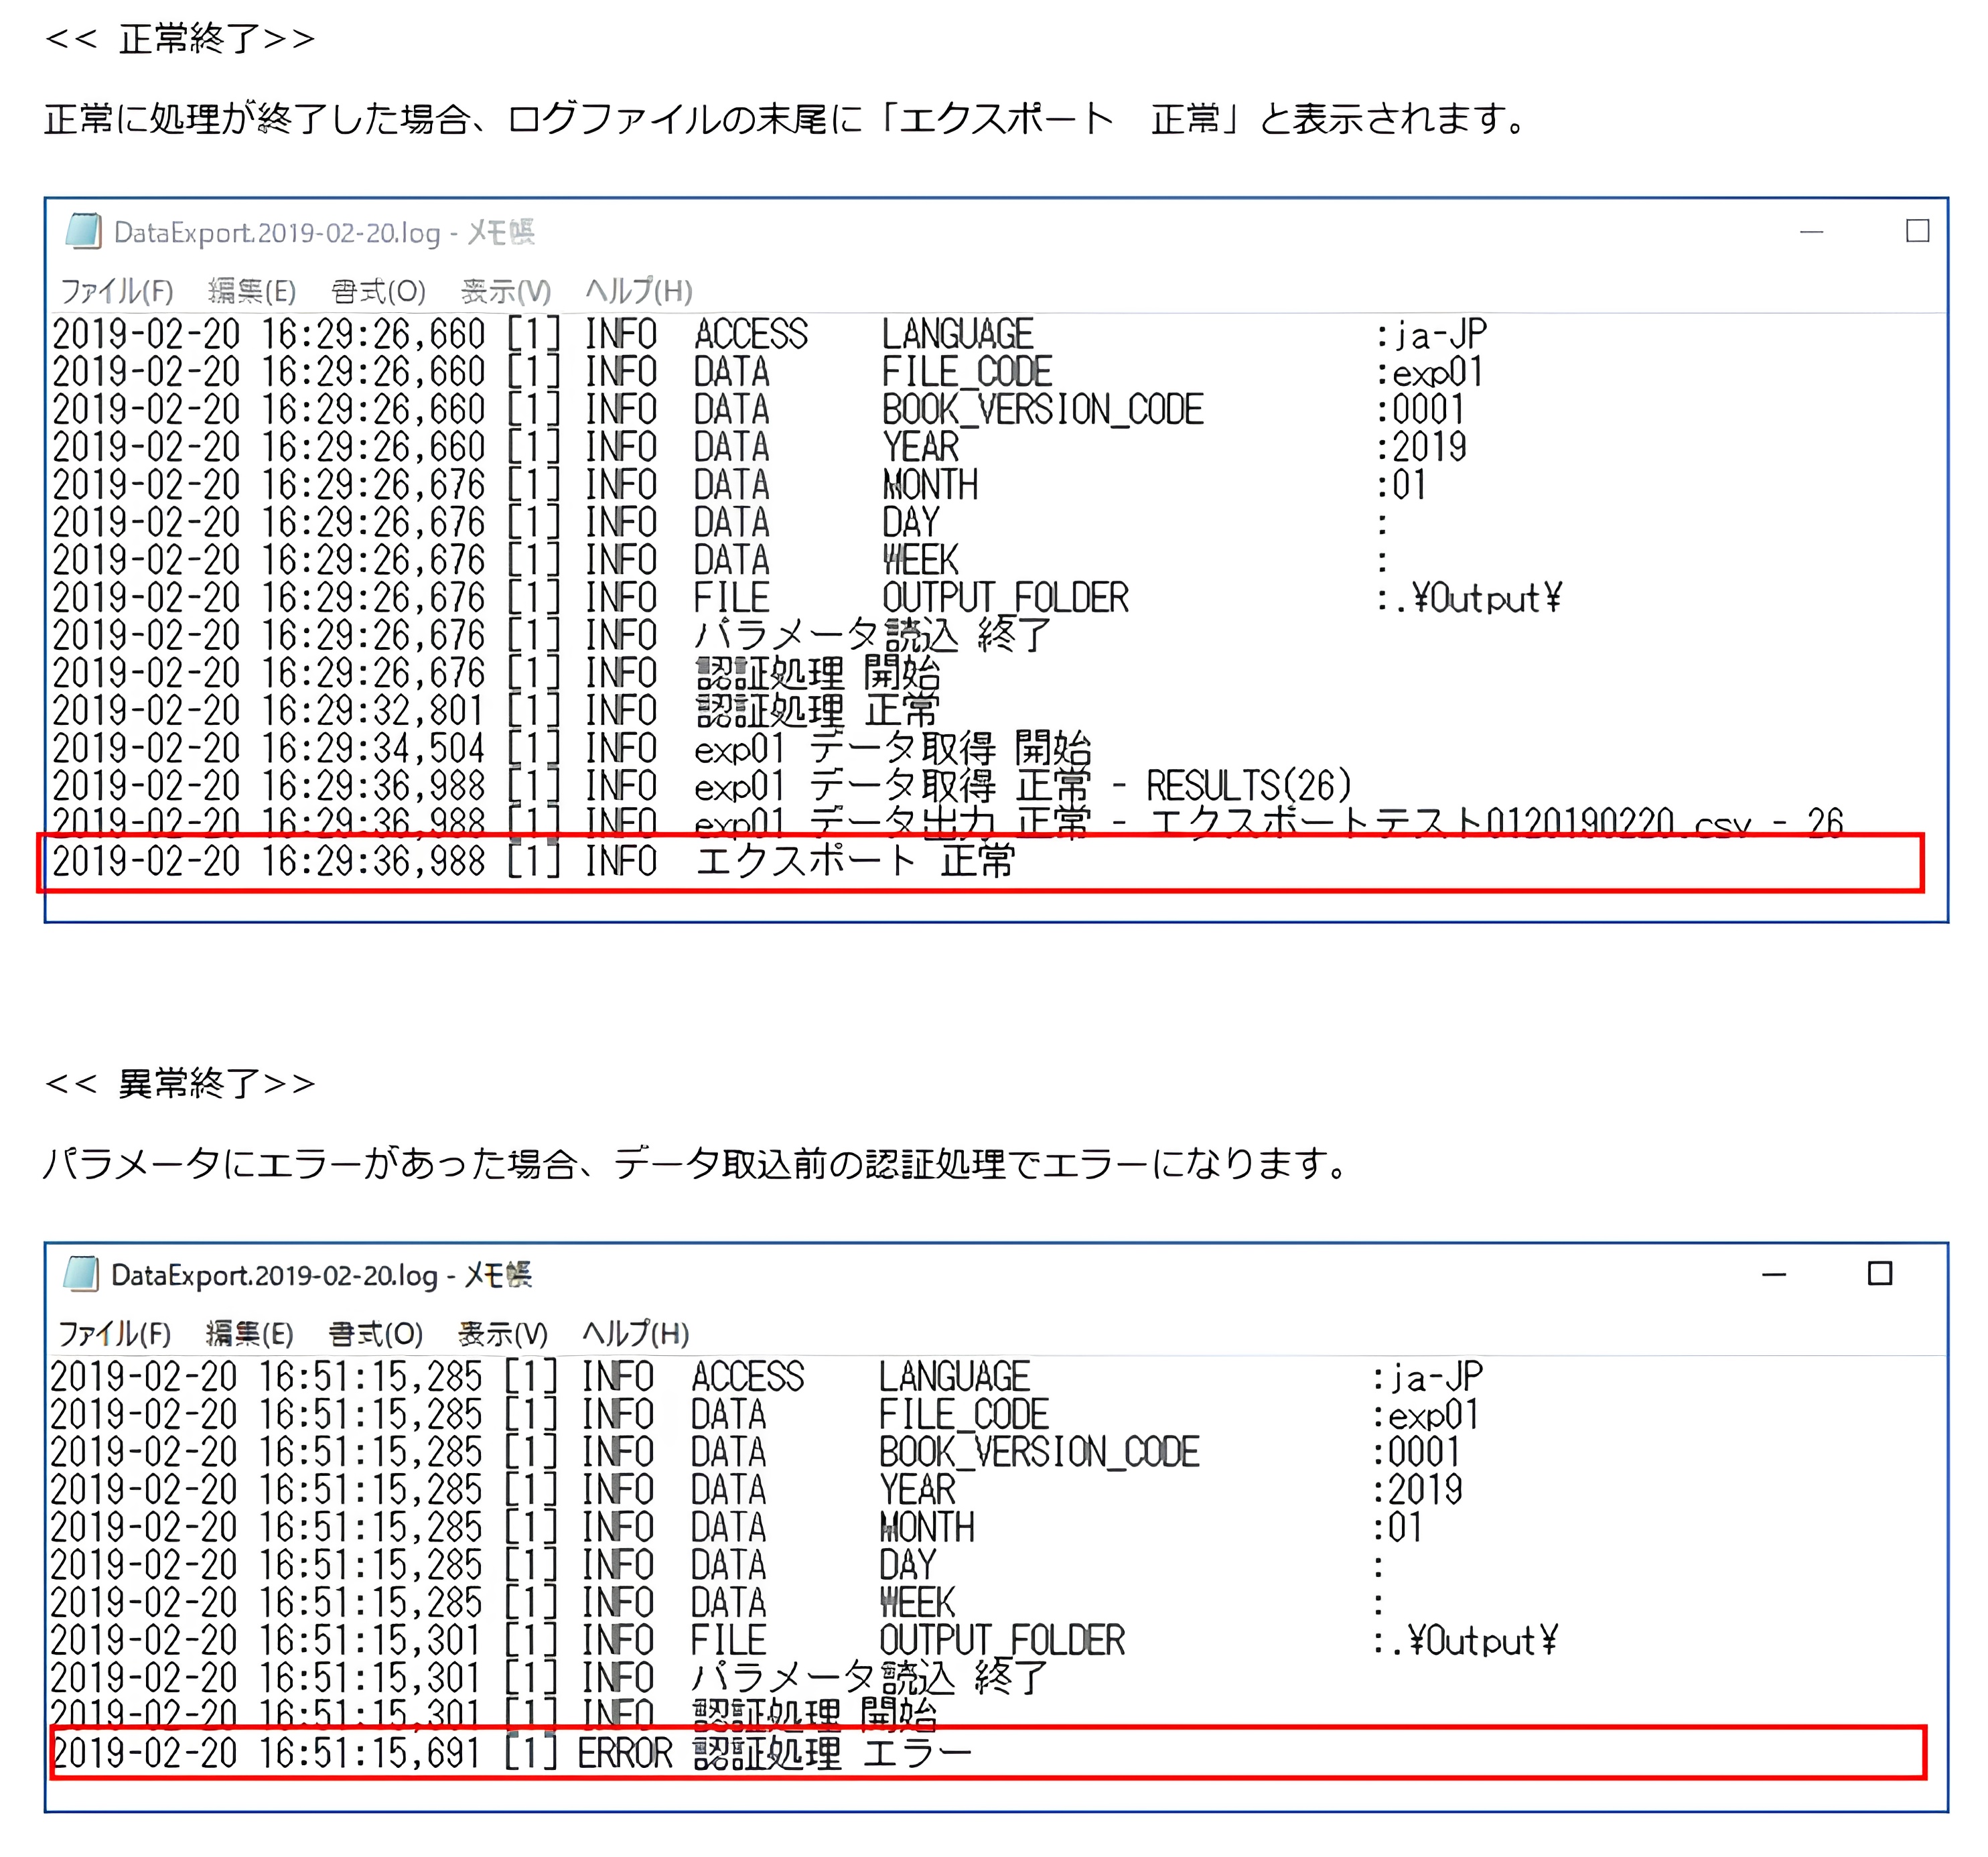 << 正常終了>>
正常に処理が終了した場合、ログファイルの末尾に「エクスポート　正常」と表示されます。
DataExport.2019-02-20.log - メモ帳
ファイル(F) 編集(E) 書式(O) 表示(V) ヘルプ(H)
2019-02-20 16:29:26,660 [1] INFO ACCESS LANGUAGE :ja-JP
2019-02-20 16:29:26,660 [1] INFO DATA FILE_CODE :exp01
2019-02-20 16:29:26,660 [1] INFO DATA BOOK_VERSION_CODE :0001
2019-02-20 16:29:26,660 [1] INFO DATA YEAR :2019
2019-02-20 16:29:26,676 [1] INFO DATA MONTH :01
2019-02-20 16:29:26,676 [1] INFO DATA DAY :
2019-02-20 16:29:26,676 [1] INFO DATA WEEK :
2019-02-20 16:29:26,676 [1] INFO FILE OUTPUT_FOLDER :.¥Output¥
2019-02-20 16:29:26,676 [1] INFO パラメータ読込 終了
2019-02-20 16:29:26,676 [1] INFO 認証処理 開始
2019-02-20 16:29:32,801 [1] INFO 認証処理 正常
2019-02-20 16:29:34,504 [1] INFO exp01 データ取得 開始
2019-02-20 16:29:36,988 [1] INFO exp01 データ取得 正常 - RESULTS(26)
2019-02-20 16:29:36,988 [1] INFO exp01 データ出力 正常 - エクスポートテスト0120190220.csv - 26
2019-02-20 16:29:36,988 [1] INFO エクスポート 正常
<< 異常終了>>
パラメータにエラーがあった場合、データ取込前の認証処理でエラーになります。
DataExport.2019-02-20.log - メモ帳
ファイル(F) 編集(E) 書式(O) 表示(V) ヘルプ(H)
2019-02-20 16:51:15,285 [1] INFO ACCESS LANGUAGE :ja-JP
2019-02-20 16:51:15,285 [1] INFO DATA FILE_CODE :exp01
2019-02-20 16:51:15,285 [1] INFO DATA BOOK_VERSION_CODE :0001
2019-02-20 16:51:15,285 [1] INFO DATA YEAR :2019
2019-02-20 16:51:15,285 [1] INFO DATA MONTH :01
2019-02-20 16:51:15,285 [1] INFO DATA DAY :
2019-02-20 16:51:15,285 [1] INFO DATA WEEK :
2019-02-20 16:51:15,301 [1] INFO FILE OUTPUT_FOLDER :.¥Output¥
2019-02-20 16:51:15,301 [1] INFO パラメータ読込 終了
2019-02-20 16:51:15,301 [1] INFO 認証処理 開始
2019-02-20 16:51:15,691 [1] ERROR 認証処理 エラー